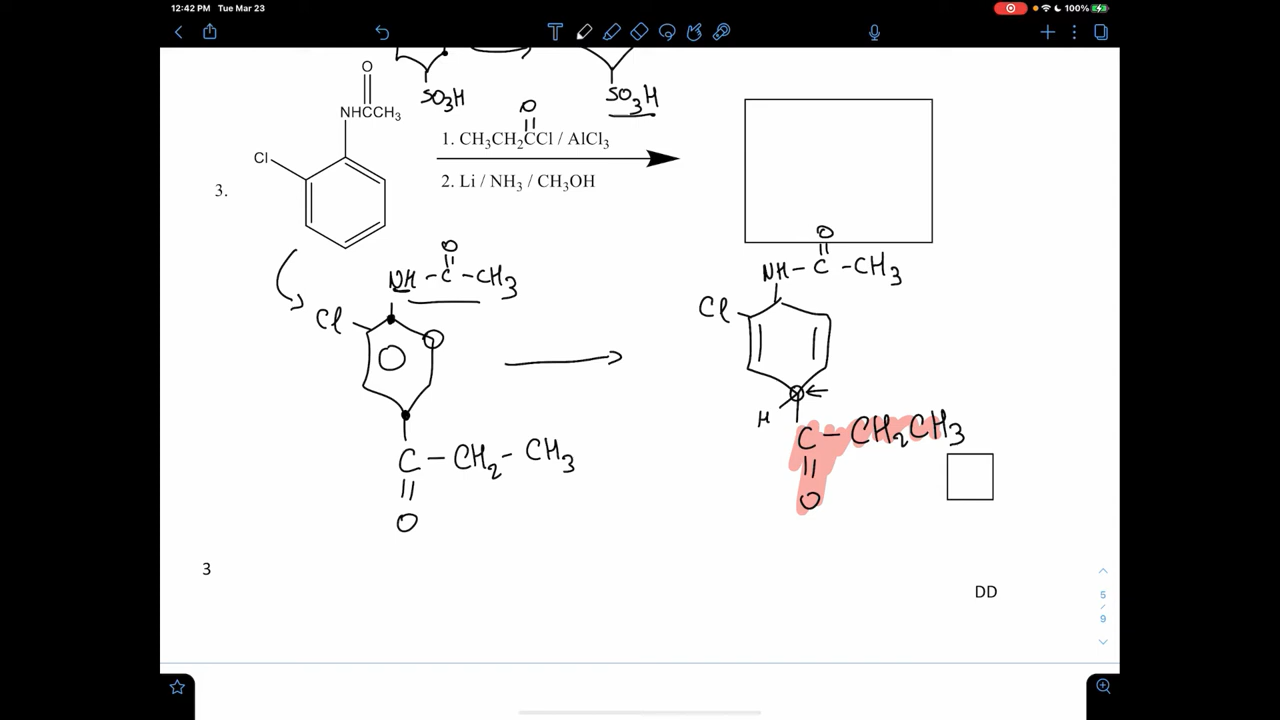 12:42 PM Tue Mar 23
100%
T
SO₃H
SO₃H
O
NHCCH₃
Cl
3.
O
1. CH₃CH₂CCl / AlCl₃
2. Li / NH₃ / CH₃OH
O
NH - C - CH₃
Cl
C - CH₂ - CH₃
O
O
NH - C - CH₃
Cl
H
C - CH₂CH₃
O
3
DD
5
/
9